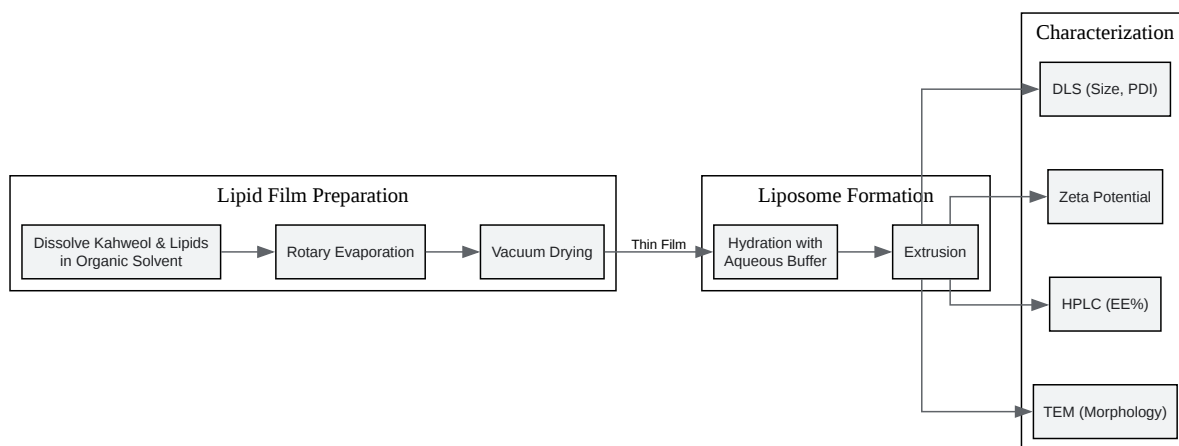 Lipid Film Preparation
Dissolve Kahweol & Lipids
in Organic Solvent
Rotary Evaporation
Vacuum Drying
Thin Film
Liposome Formation
Hydration with
Aqueous Buffer
Extrusion
Characterization
DLS (Size, PDI)
Zeta Potential
HPLC (EE%)
TEM (Morphology)